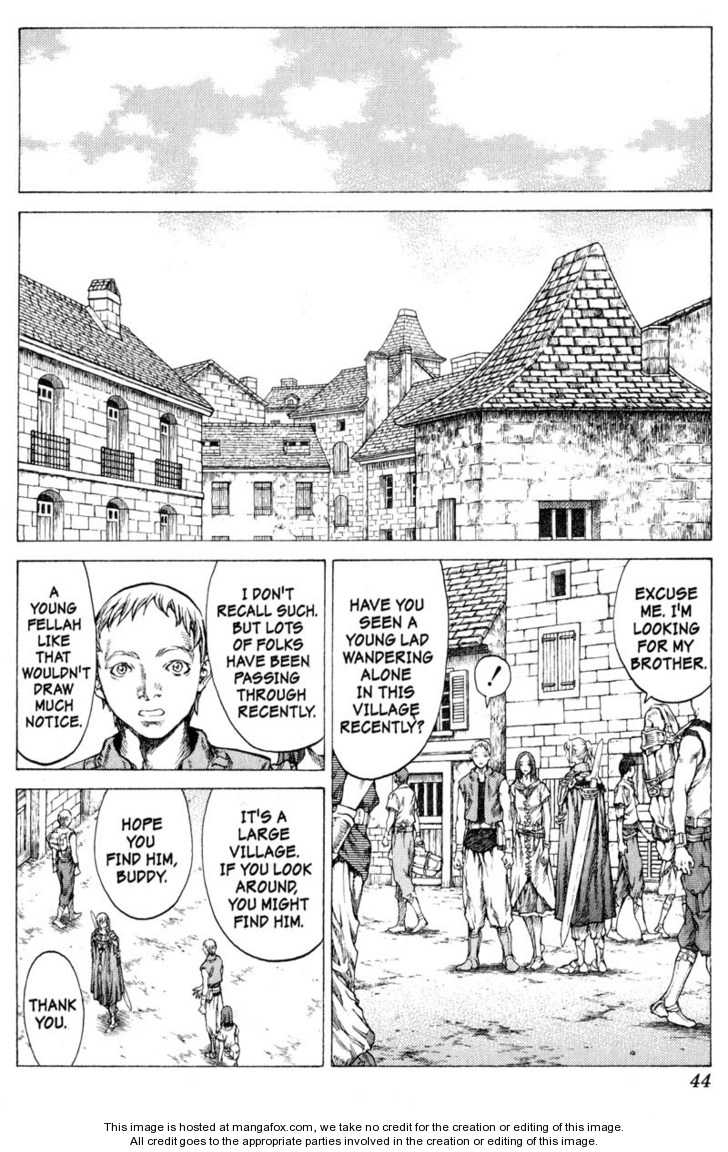 EXCUSE
ME. I'M
LOOKING
FOR MY
BROTHER.
!
HAVE YOU
SEEN A
YOUNG LAD
WANDERING
ALONE
IN THIS
VILLAGE
RECENTLY?
I DON'T
RECALL SUCH.
BUT LOTS
OF FOLKS
HAVE BEEN
PASSING
THROUGH
RECENTLY.
A
YOUNG
FELLAH
LIKE
THAT
WOULDN'T
DRAW
MUCH
NOTICE.
IT'S A
LARGE
VILLAGE.
IF YOU LOOK
AROUND,
YOU MIGHT
FIND HIM.
HOPE
YOU
FIND HIM,
BUDDY.
THANK
YOU.
44
This image is hosted at mangafox.com, we take no credit for the creation or editing of this image.
All credit goes to the appropriate parties involved in the creation or editing of this image.